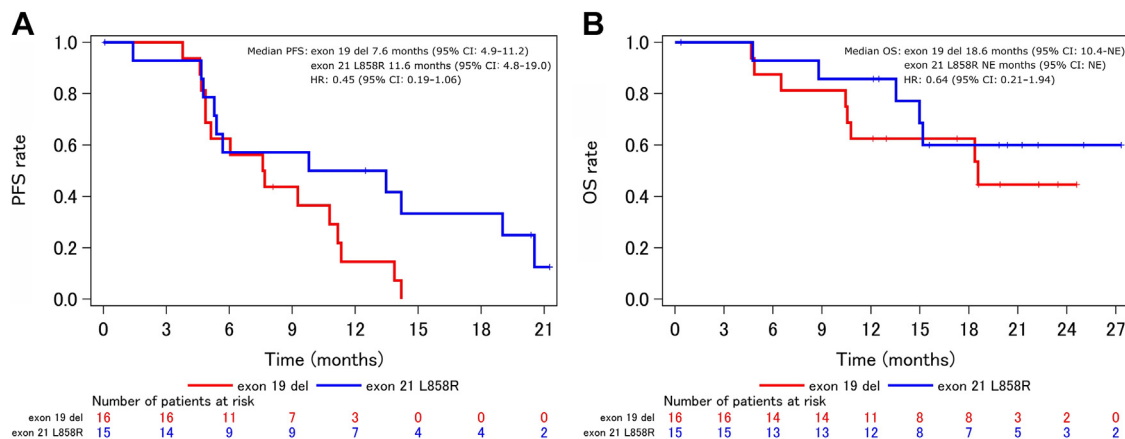 A
Median PFS: exon 19 del 7.6 months (95% CI: 4.9–11.2)
exon 21 L858R 11.6 months (95% CI: 4.8–19.0)
HR: 0.45 (95% CI: 0.19–1.06)
PFS rate
1.0
0.8
0.6
0.4
0.2
0.0
0 3 6 9 12 15 18 21
Time (months)
exon 19 del exon 21 L858R
Number of patients at risk
exon 19 del 16 16 11 7 3 0 0 0
exon 21 L858R 15 14 9 9 7 4 4 2
B
Median OS: exon 19 del 18.6 months (95% CI: 10.4–NE)
exon 21 L858R NE months (95% CI: NE)
HR: 0.64 (95% CI: 0.21–1.94)
OS rate
1.0
0.8
0.6
0.4
0.2
0.0
0 3 6 9 12 15 18 21 24 27
Time (months)
exon 19 del exon 21 L858R
Number of patients at risk
exon 19 del 16 16 14 14 11 8 8 3 2 0
exon 21 L858R 15 15 13 13 12 8 7 5 3 2